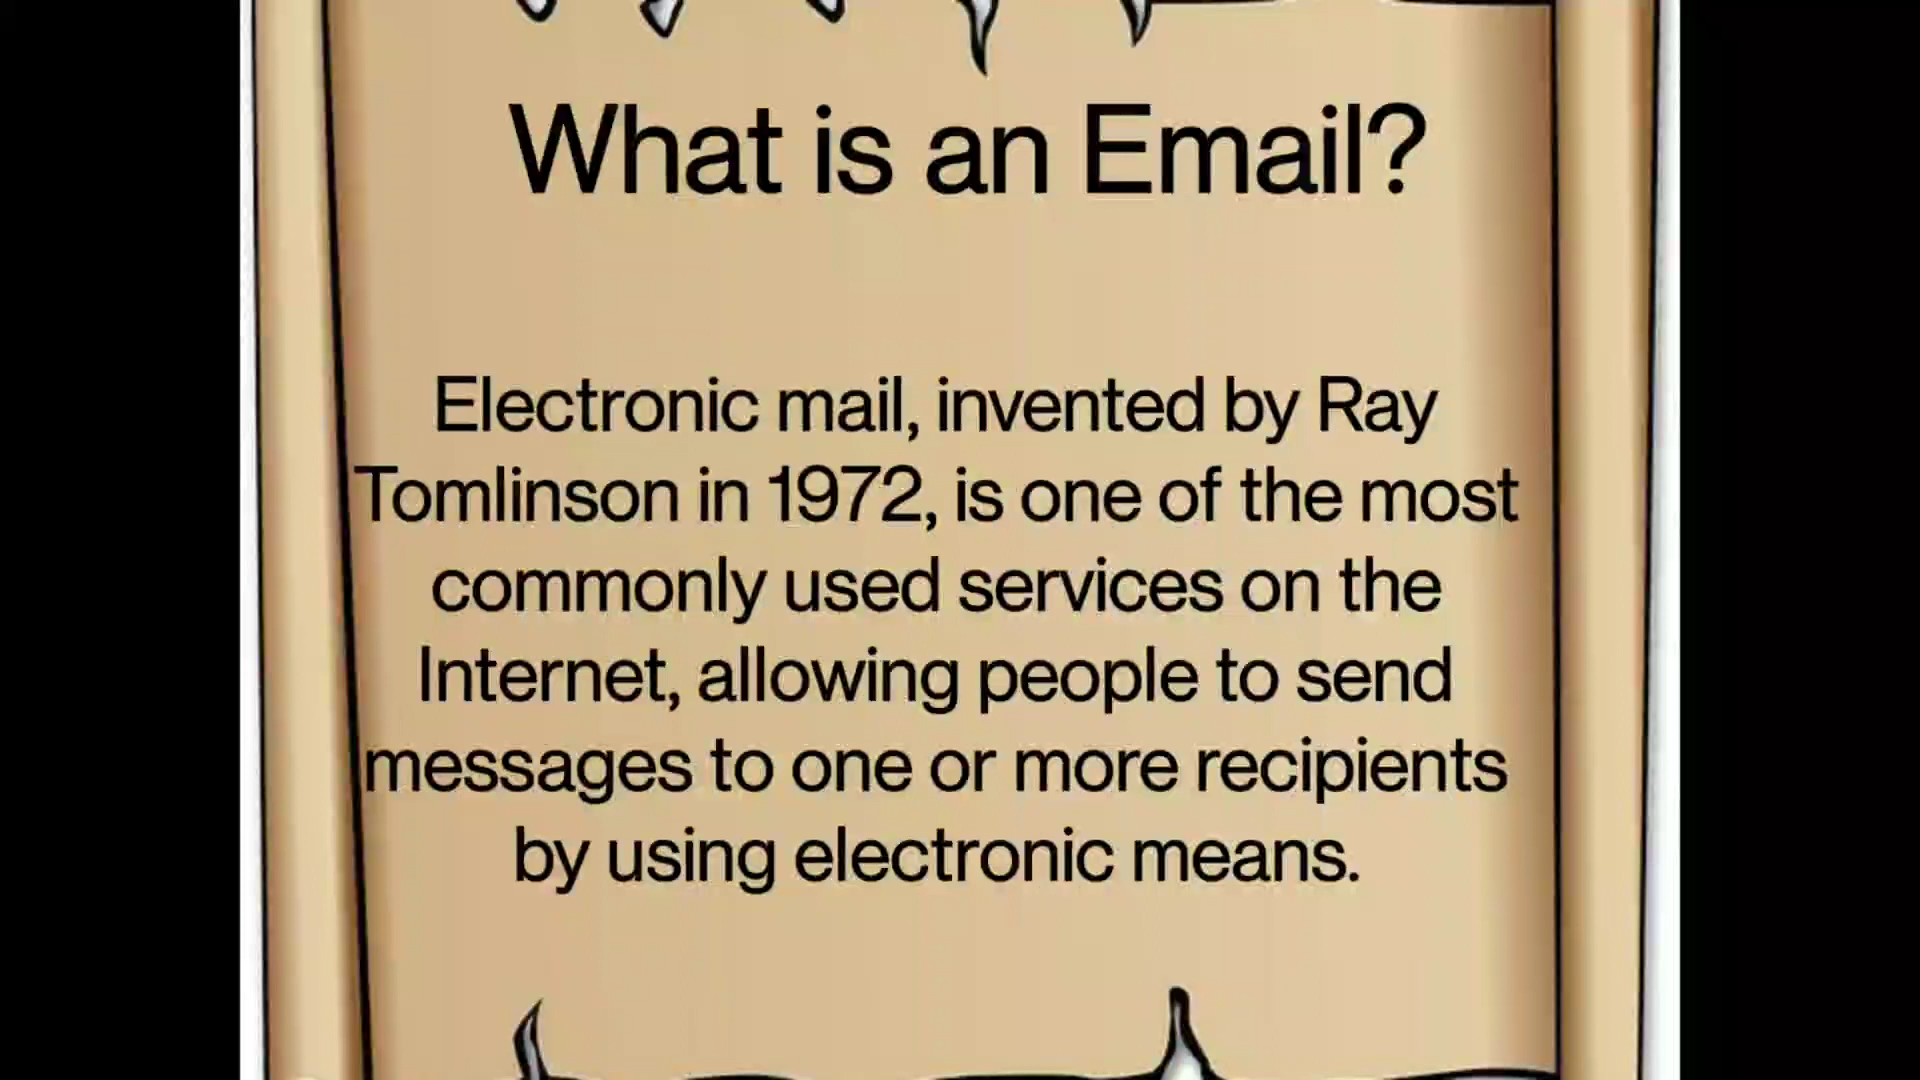 What is an Email?
Electronic mail, invented by Ray
Tomlinson in 1972, is one of the most
commonly used services on the
Internet, allowing people to send
messages to one or more recipients
by using electronic means.